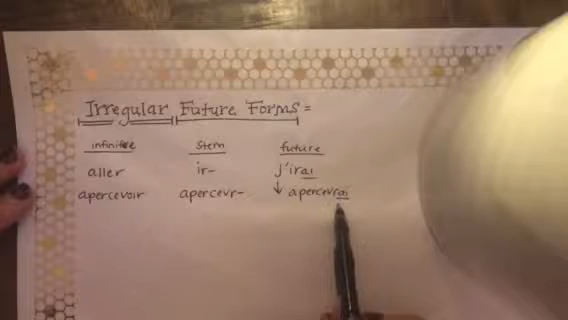 Irregular Future Forms =
infinitive stem future
aller ir- j'irai
apercevoir apercevr- ↓ apercevrai